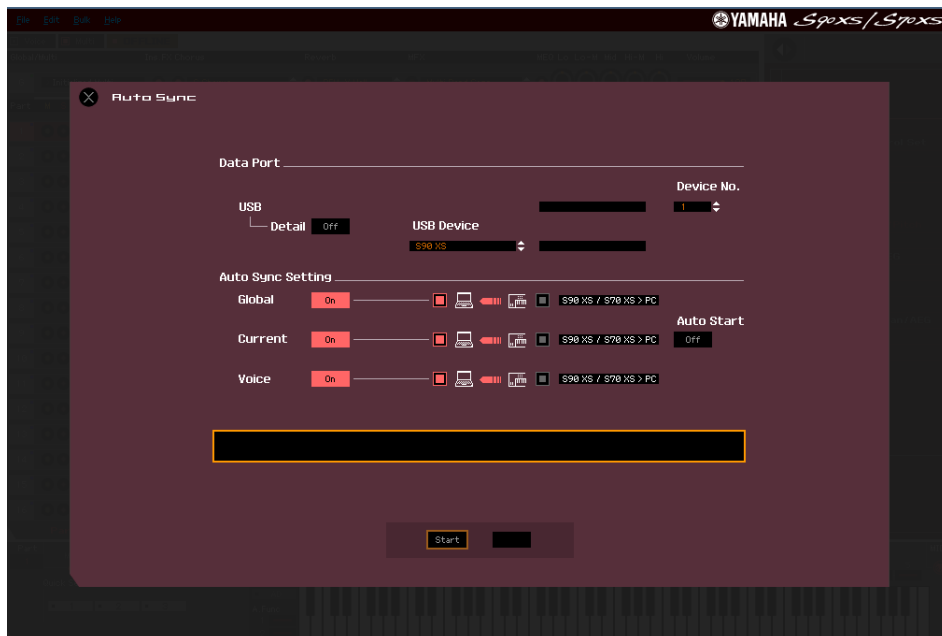 File Edit Bulk Help
YAMAHA S90XS/S70XS
Auto Sync
Data Port
Device No.
USB
1
Detail Off
USB Device
S90 XS
Auto Sync Setting
Global On S90 XS / S70 XS > PC
Auto Start
Current On S90 XS / S70 XS > PC Off
Voice On S90 XS / S70 XS > PC
Start